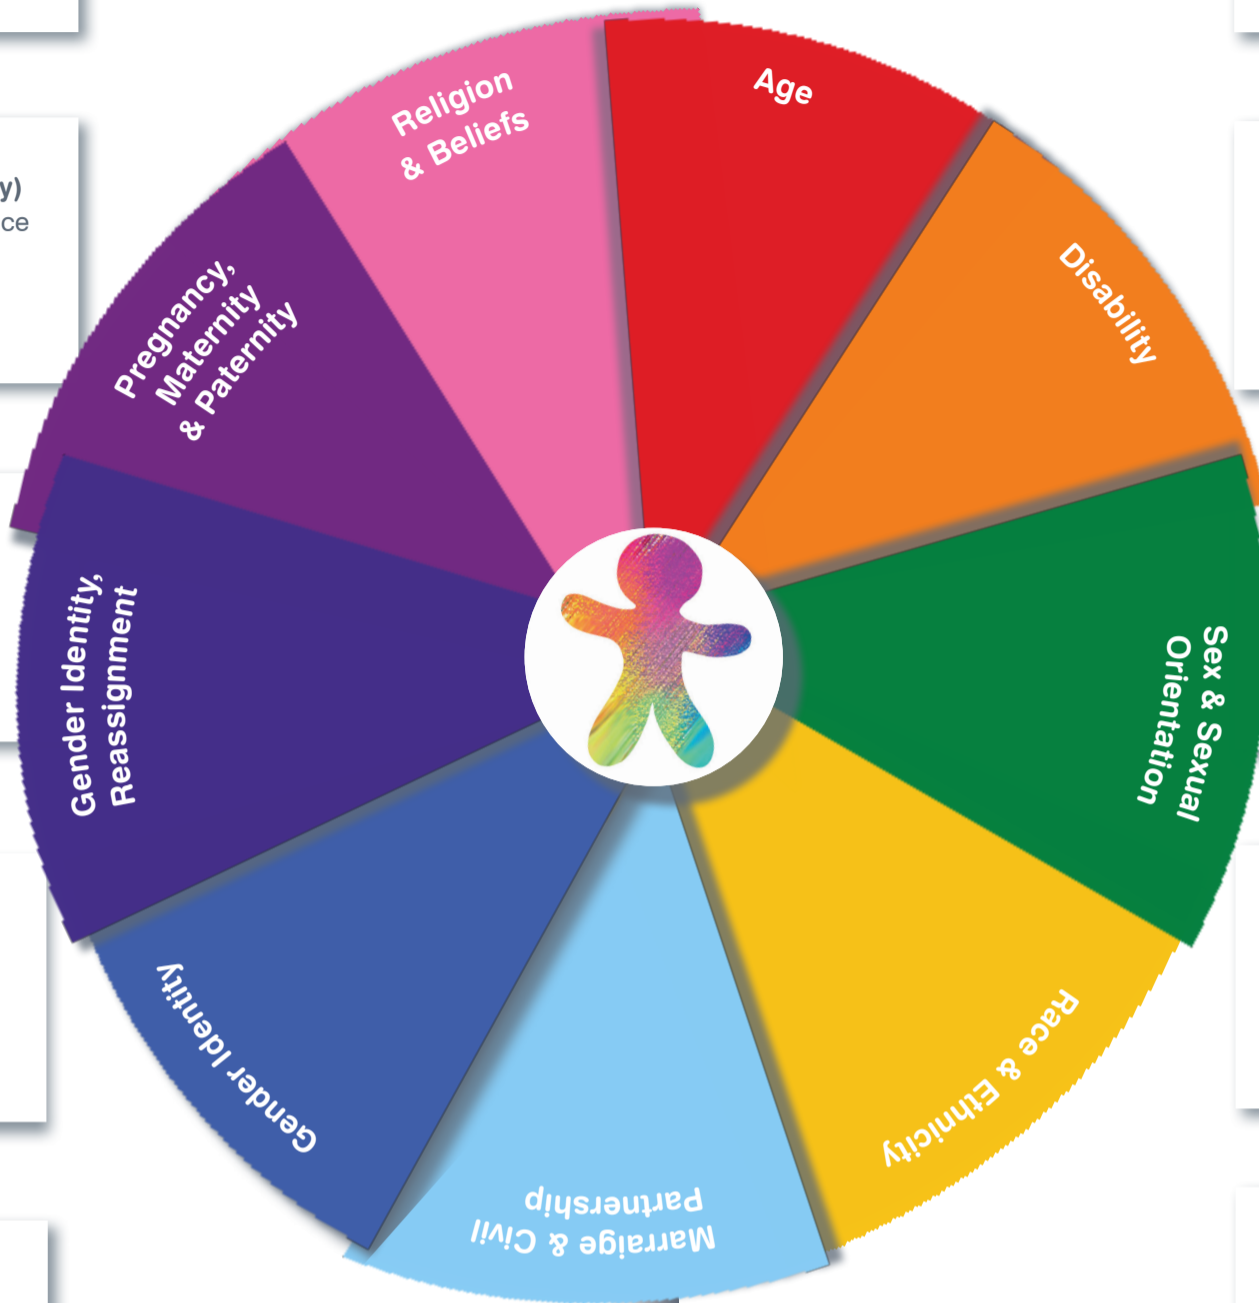 y)
ce
Age
Disability
Sex & Sexual
Orientation
Race & Ethnicity
Marraige & Civil
Partnership
Gender Identity
Gender Identity,
Reassignment
Pregnancy,
Maternity
& Paternity
Religion
& Beliefs